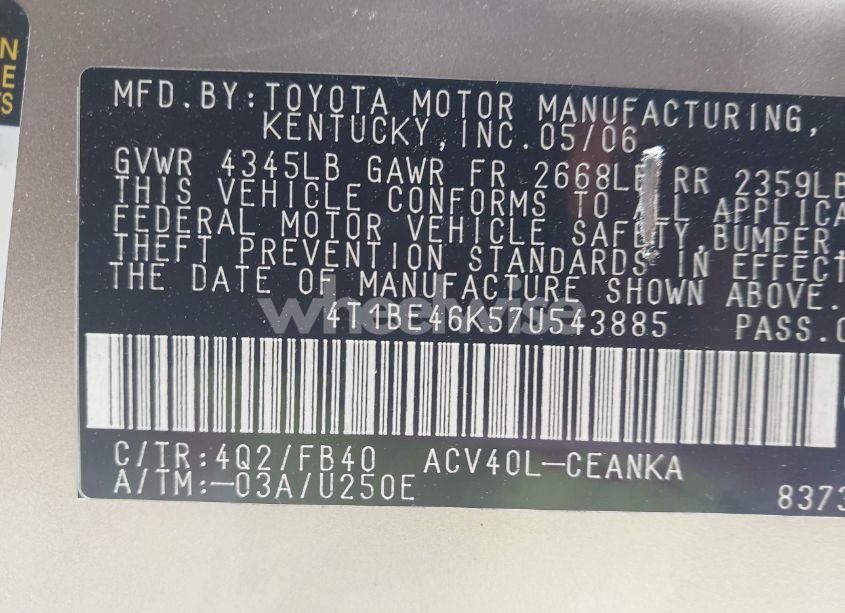 N
E
TS
MFD.BY:TOYOTA MOTOR MANUFACTURING,
KENTUCKY,INC.05/06
GVWR 4345LB GAWR FR 2668LB RR 2359LB
THIS VEHICLE CONFORMS TO ALL APPLICA
FEDERAL MOTOR VEHICLE SAFETY,BUMPER,
THEFT PREVENTION STANDARDS IN EFFECT
THE DATE OF MANUFACTURE SHOWN ABOVE.
wheelwise
4T1BE46K57U543885 PASS.C
C/TR:4Q2/FB40 ACV40L-CEANKA
A/TM:-03A/U250E 8373